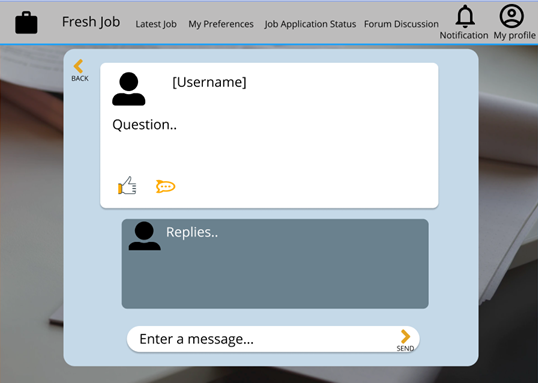 Fresh Job Latest Job My Preferences Job Application Status Forum Discussion
Notification My profile
BACK
[Username]
Question..
Replies..
Enter a message...
SEND